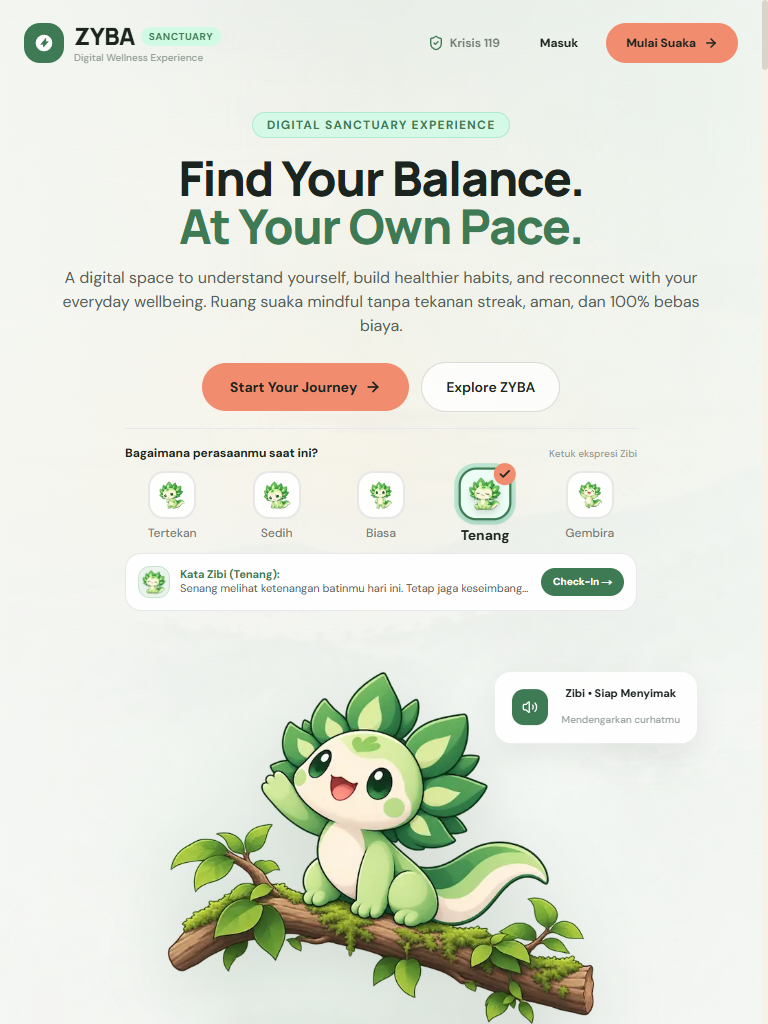 ZYBA SANCTUARY
Digital Wellness Experience
Krisis 119
Masuk
Mulai Suaka →
DIGITAL SANCTUARY EXPERIENCE
Find Your Balance.
At Your Own Pace.
A digital space to understand yourself, build healthier habits, and reconnect with your
everyday wellbeing. Ruang suaka mindful tanpa tekanan streak, aman, dan 100% bebas
biaya.
Start Your Journey →
Explore ZYBA
Bagaimana perasaanmu saat ini?
Ketuk ekspresi Zibi
Tertekan
Sedih
Biasa
Tenang
Gembira
Kata Zibi (Tenang):
Senang melihat ketenangan batinmu hari ini. Tetap jaga keseimbang...
Check-In →
Zibi • Siap Menyimak
Mendengarkan curhatmu